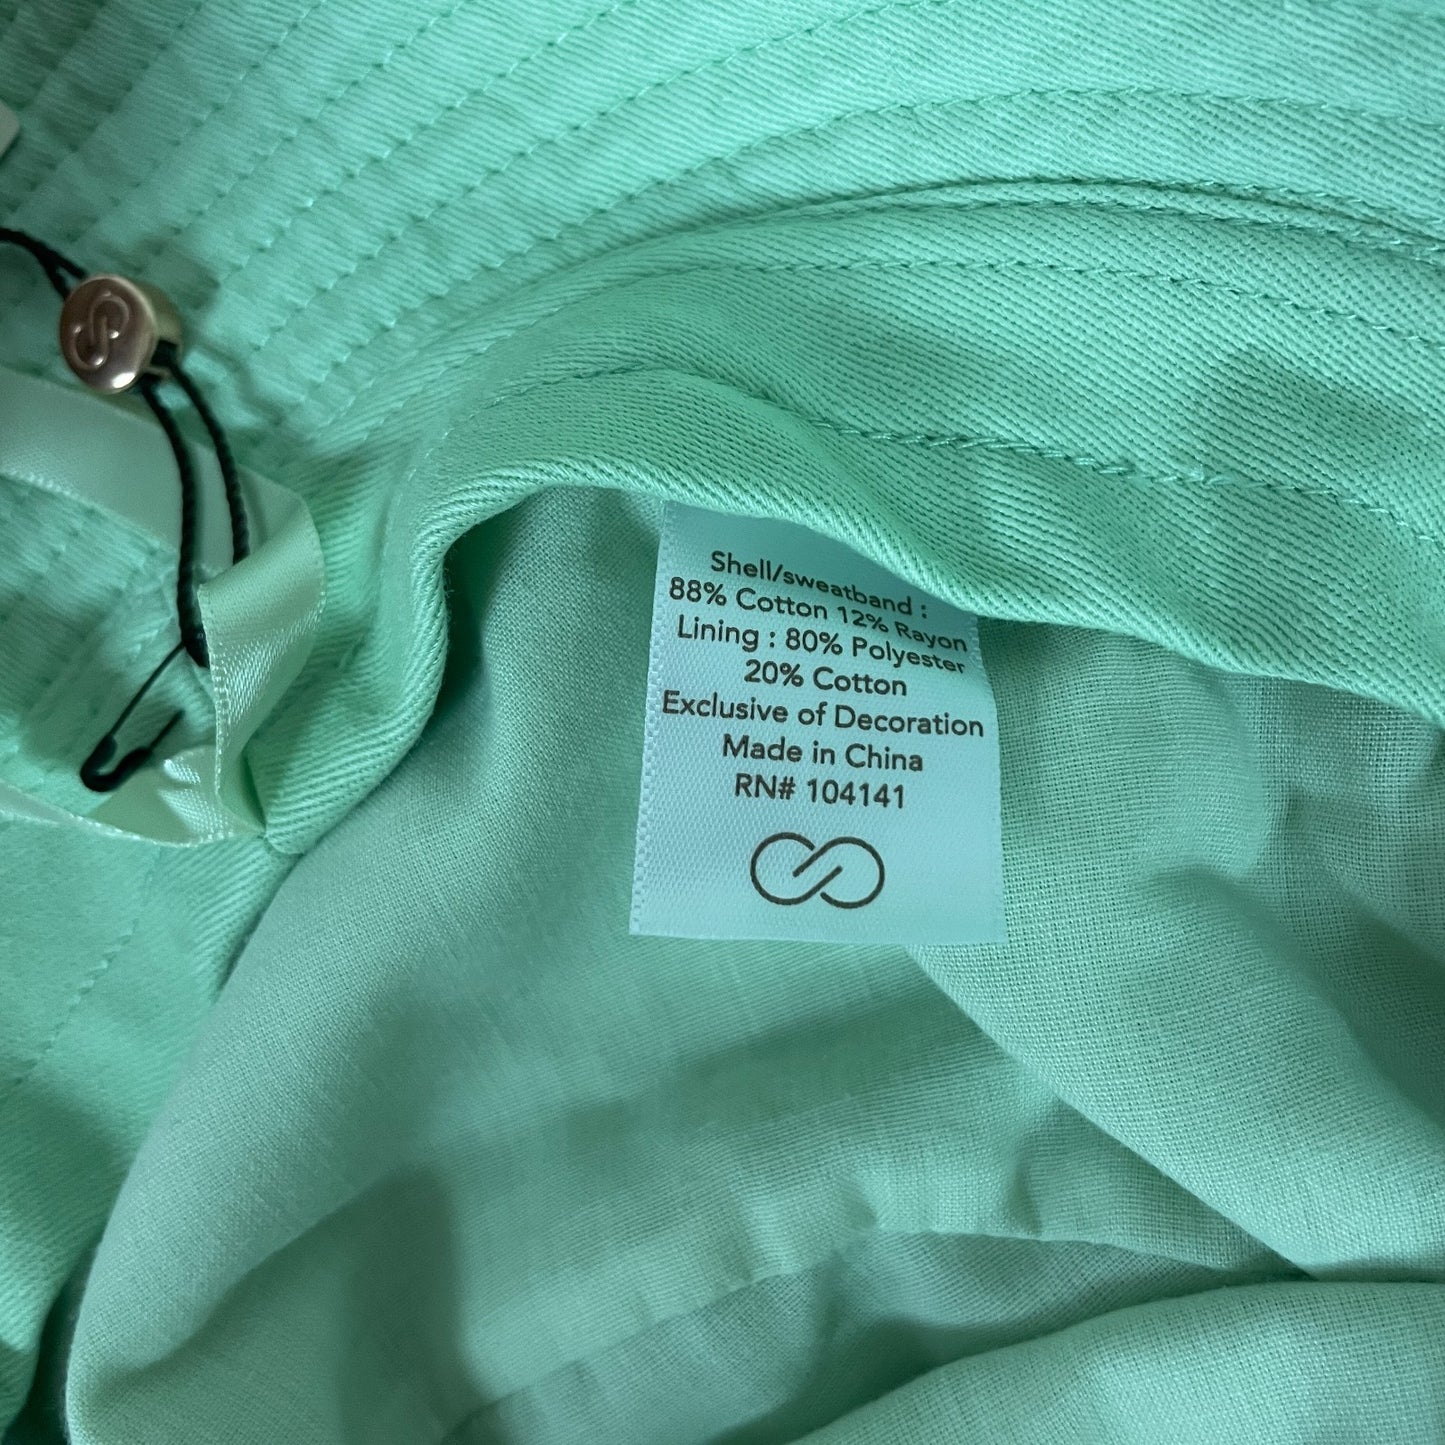 Shell/sweatband :
88% Cotton 12% Rayon
Lining : 80% Polyester
20% Cotton
Exclusive of Decoration
Made in China
RN# 104141